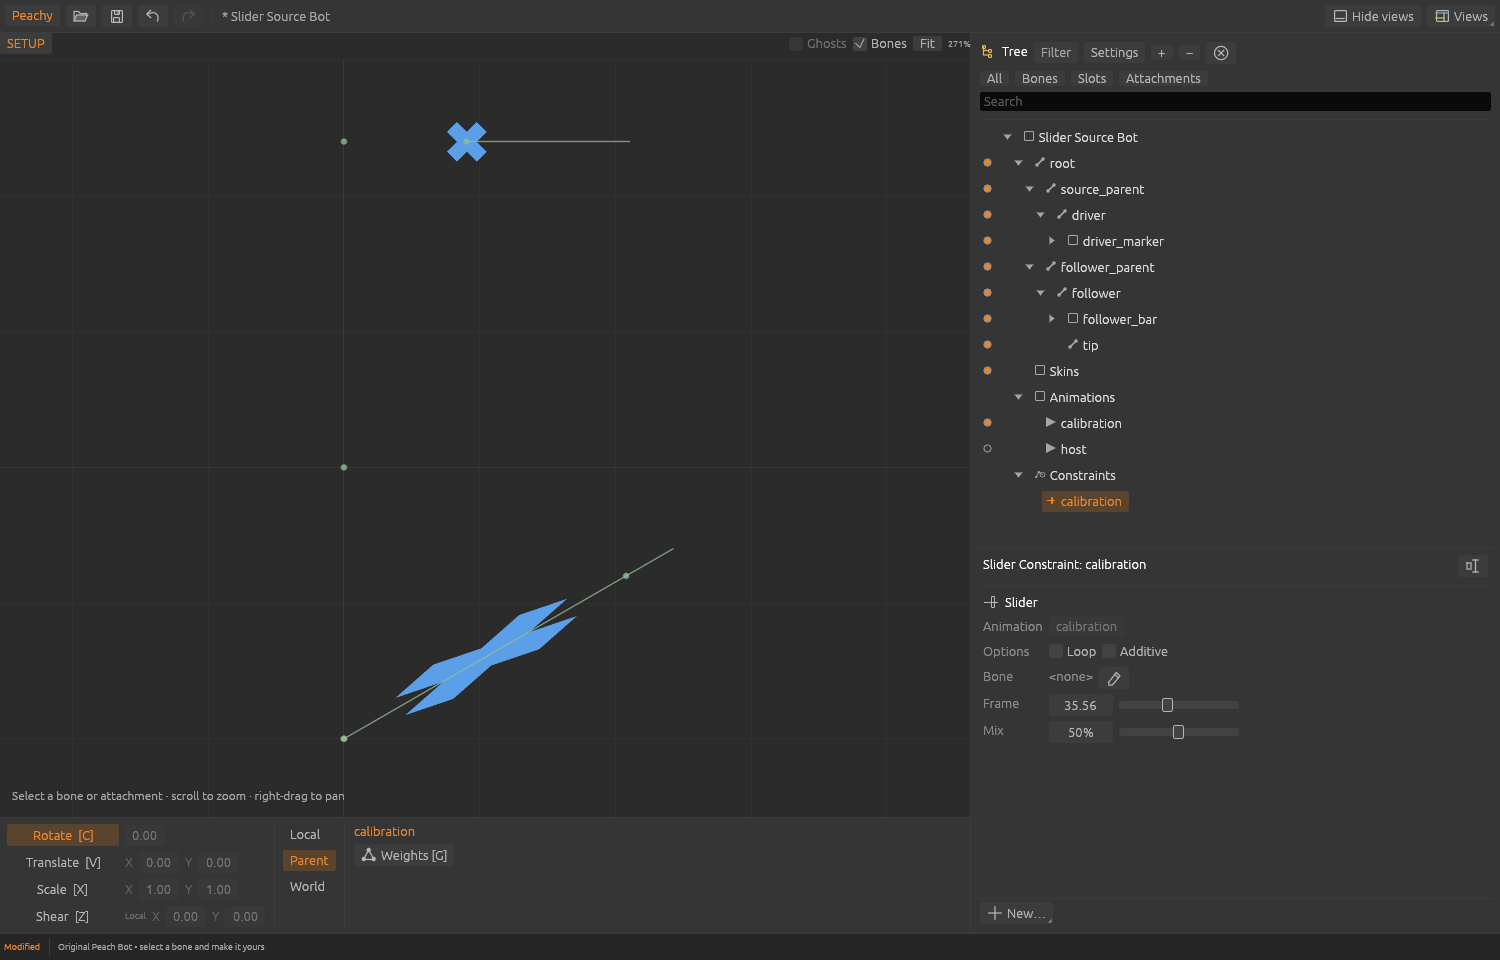 Peachy
* Slider Source Bot
Hide views
Views
SETUP
Ghosts
Bones
Fit
271%
Tree
Filter
Settings
+
−
All
Bones
Slots
Attachments
Search
Slider Source Bot
root
source_parent
driver
driver_marker
follower_parent
follower
follower_bar
tip
Skins
Animations
calibration
host
Constraints
calibration
Slider Constraint: calibration
Slider
Animation calibration
Options Loop Additive
Bone <none>
Frame 35.56
Mix 50%
Select a bone or attachment · scroll to zoom · right-drag to pan
Rotate [C] 0.00
Translate [V] X 0.00 Y 0.00
Scale [X] X 1.00 Y 1.00
Shear [Z] Local X 0.00 Y 0.00
Local
Parent
World
calibration
Weights [G]
New...
Modified
Original Peach Bot • select a bone and make it yours